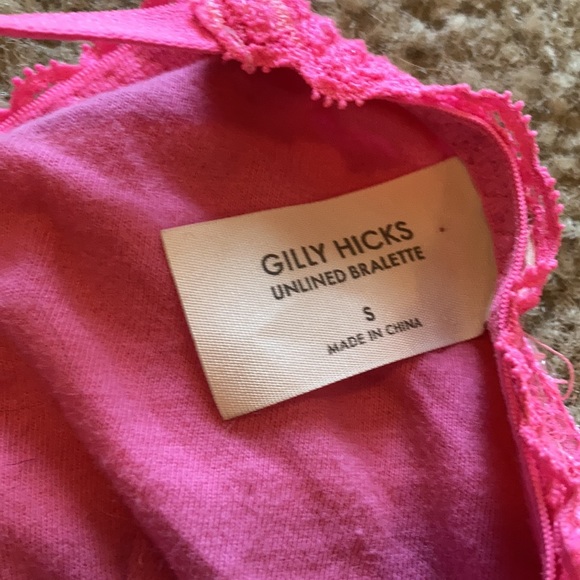 GILLY HICKS
UNLINED BRALETTE
S
MADE IN CHINA